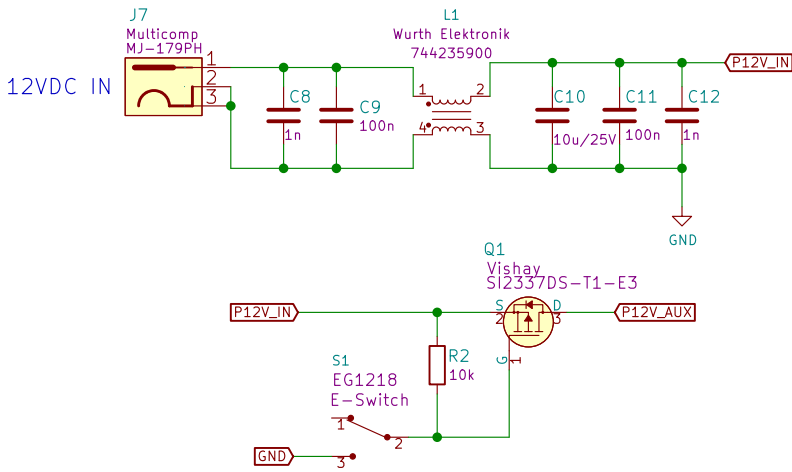 J7
Multicomp
MJ-179PH
12VDC IN
1
2
3
C8
1n
C9
100n
L1
Wurth Elektronik
744235900
1
2
4
3
C10
10u/25V
C11
100n
C12
1n
P12V_IN
GND
Q1
Vishay
SI2337DS-T1-E3
P12V_IN
S
2
D
3
G
1
P12V_AUX
R2
10k
S1
EG1218
E-Switch
1
2
3
GND